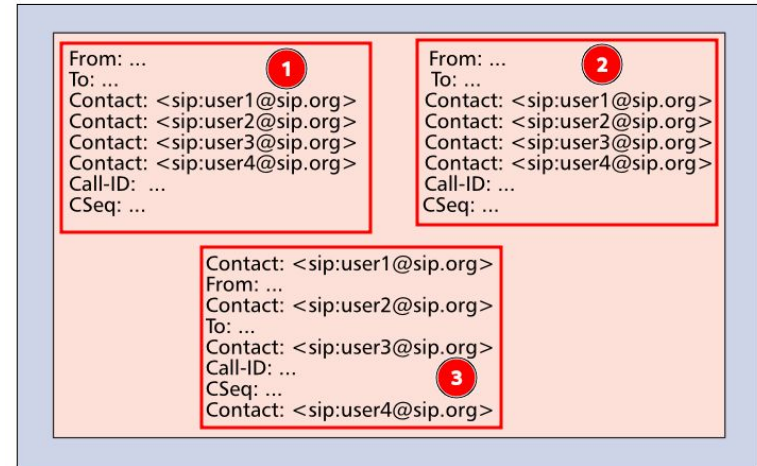 1
From: ...
To: ...
Contact: <sip:user1@sip.org>
Contact: <sip:user2@sip.org>
Contact: <sip:user3@sip.org>
Contact: <sip:user4@sip.org>
Call-ID: ...
CSeq: ...
2
From: ...
To: ...
Contact: <sip:user1@sip.org>
Contact: <sip:user2@sip.org>
Contact: <sip:user3@sip.org>
Contact: <sip:user4@sip.org>
Call-ID: ...
CSeq: ...
Contact: <sip:user1@sip.org>
From: ...
Contact: <sip:user2@sip.org>
To: ...
Contact: <sip:user3@sip.org>
Call-ID: ...
3
CSeq: ...
Contact: <sip:user4@sip.org>